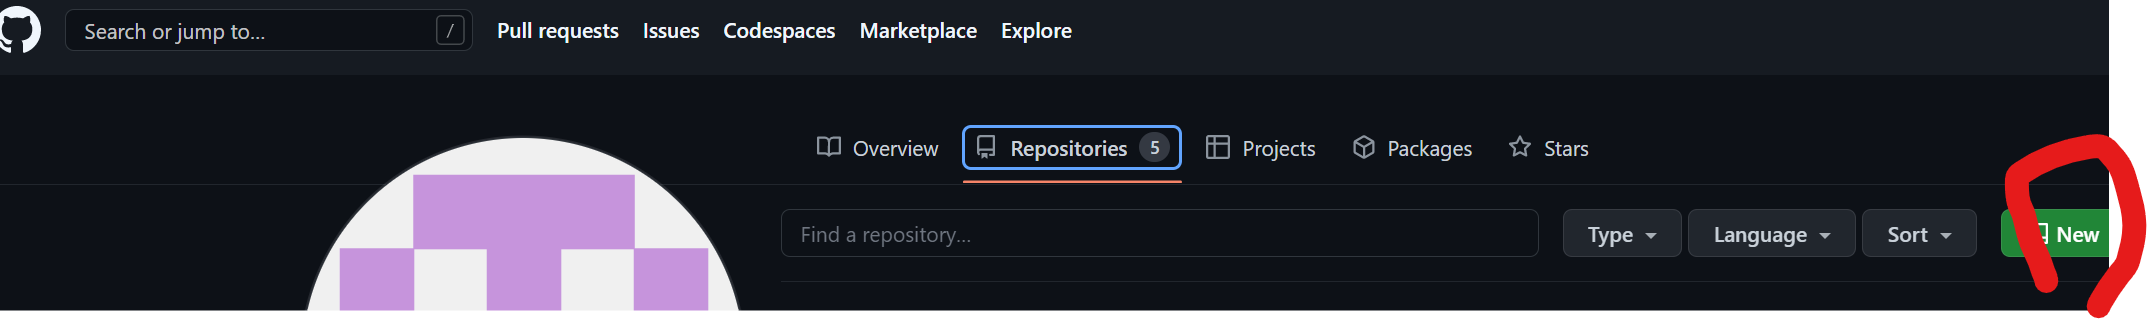 Search or jump to... / Pull requests Issues Codespaces Marketplace Explore
Overview Repositories 5 Projects Packages Stars
Find a repository... Type Language Sort New